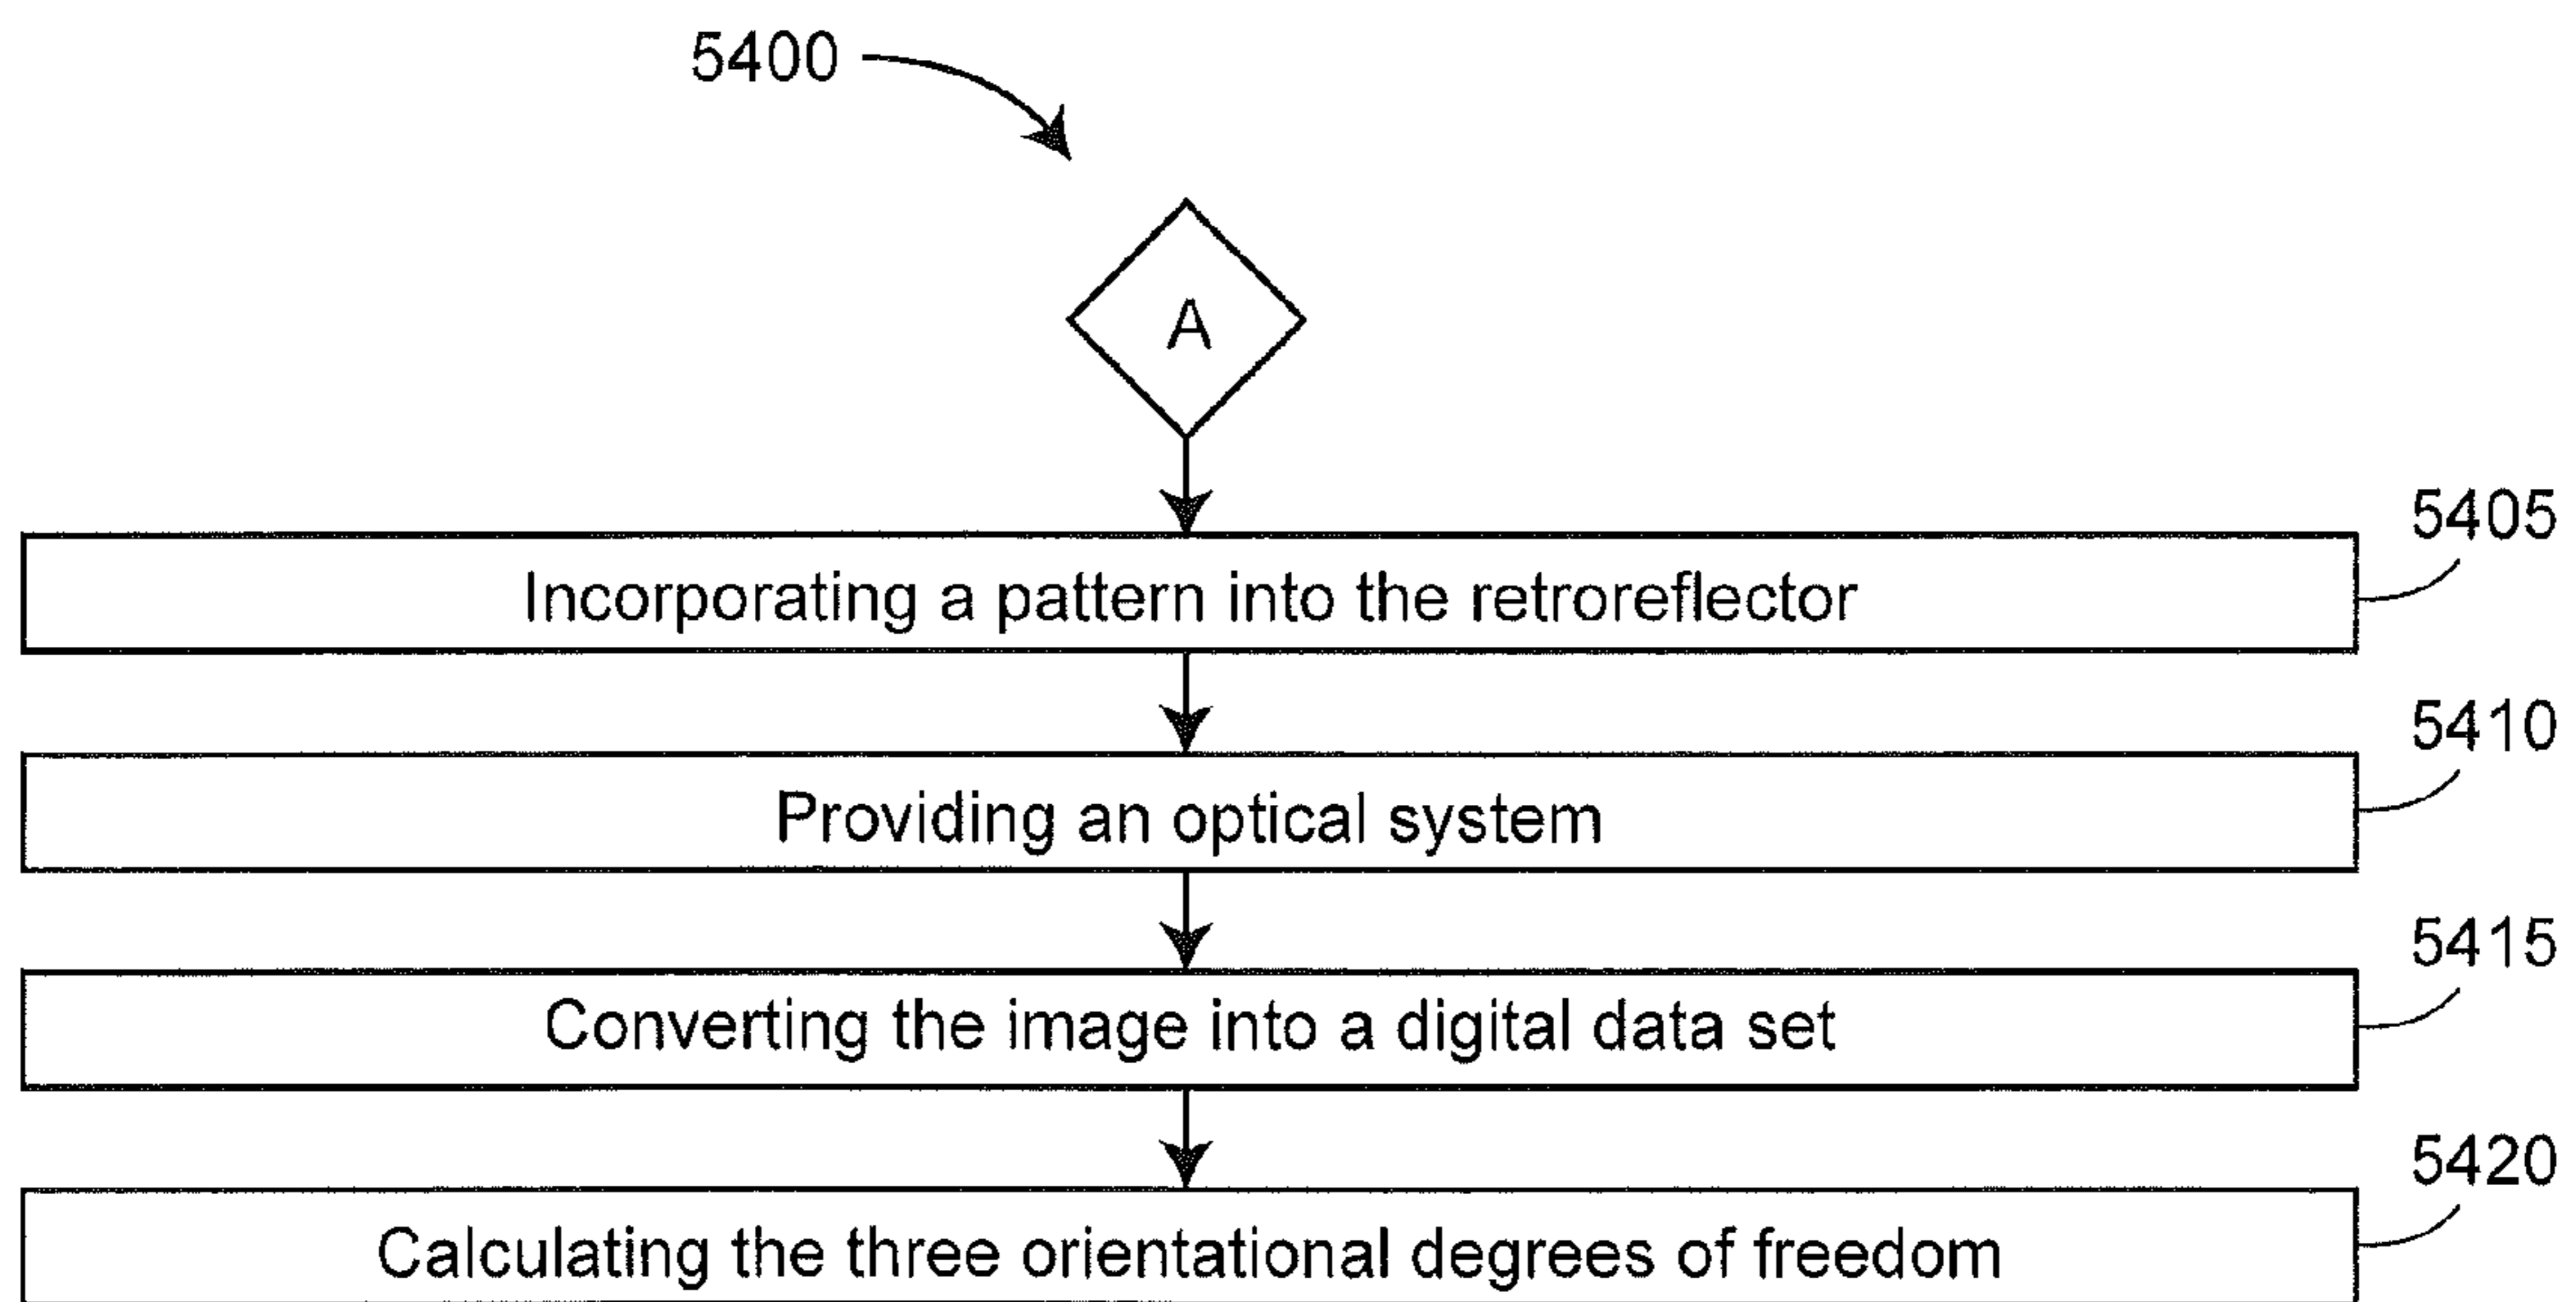 5400
A
5405
Incorporating a pattern into the retroreflector
5410
Providing an optical system
5415
Converting the image into a digital data set
5420
Calculating the three orientational degrees of freedom